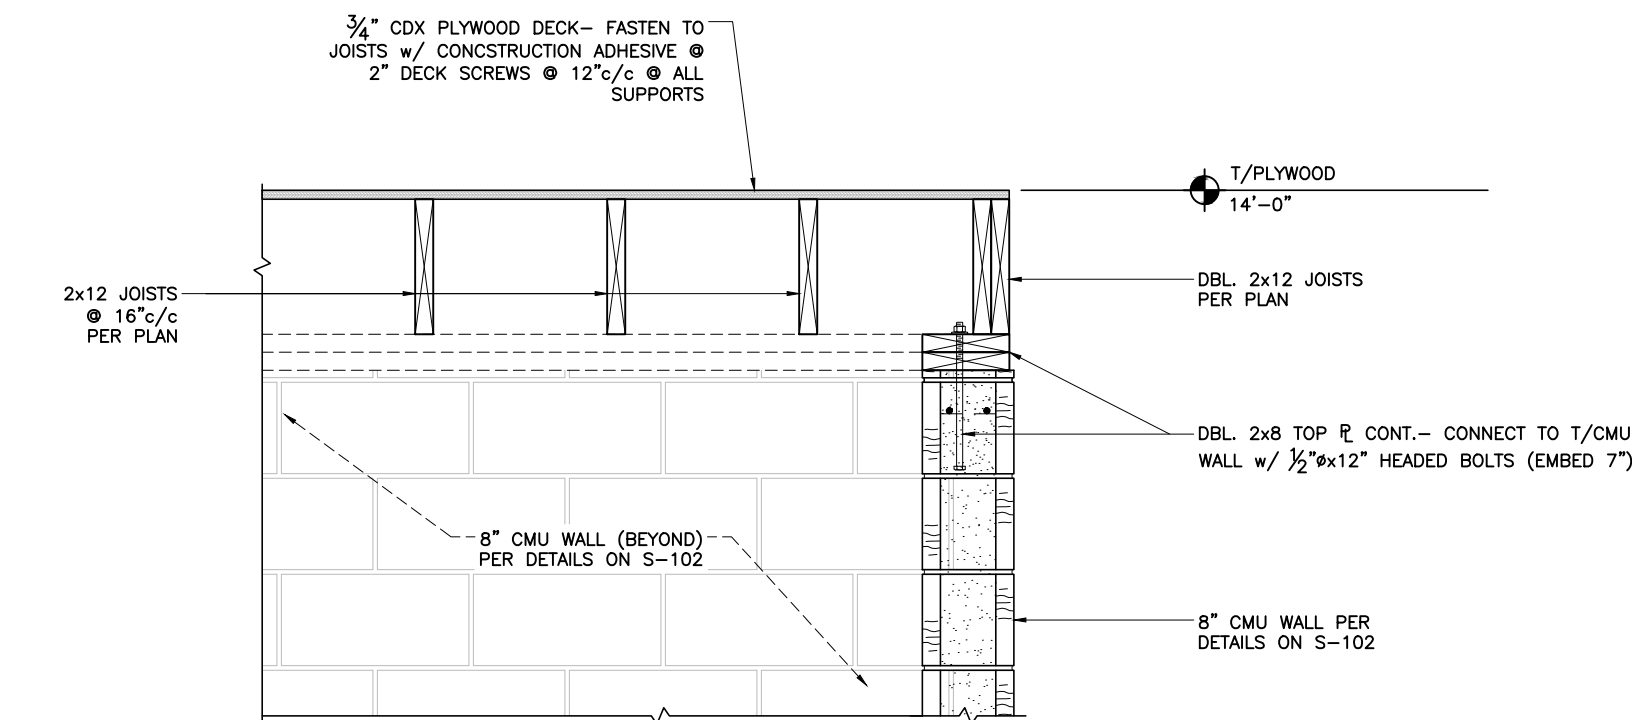 ¾" CDX PLYWOOD DECK– FASTEN TO
JOISTS w/ CONCSTRUCTION ADHESIVE @
2" DECK SCREWS @ 12"c/c @ ALL
SUPPORTS
T/PLYWOOD
14'–0"
2x12 JOISTS
@ 16"c/c
PER PLAN
DBL. 2x12 JOISTS
PER PLAN
DBL. 2x8 TOP ℄ CONT.– CONNECT TO T/CMU
WALL w/ ½"øx12" HEADED BOLTS (EMBED 7")
8" CMU WALL (BEYOND)
PER DETAILS ON S–102
8" CMU WALL PER
DETAILS ON S–102